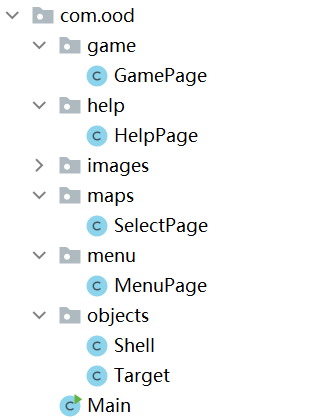 com.ood
game
C GamePage
help
C HelpPage
images
maps
C SelectPage
menu
C MenuPage
objects
C Shell
C Target
C Main